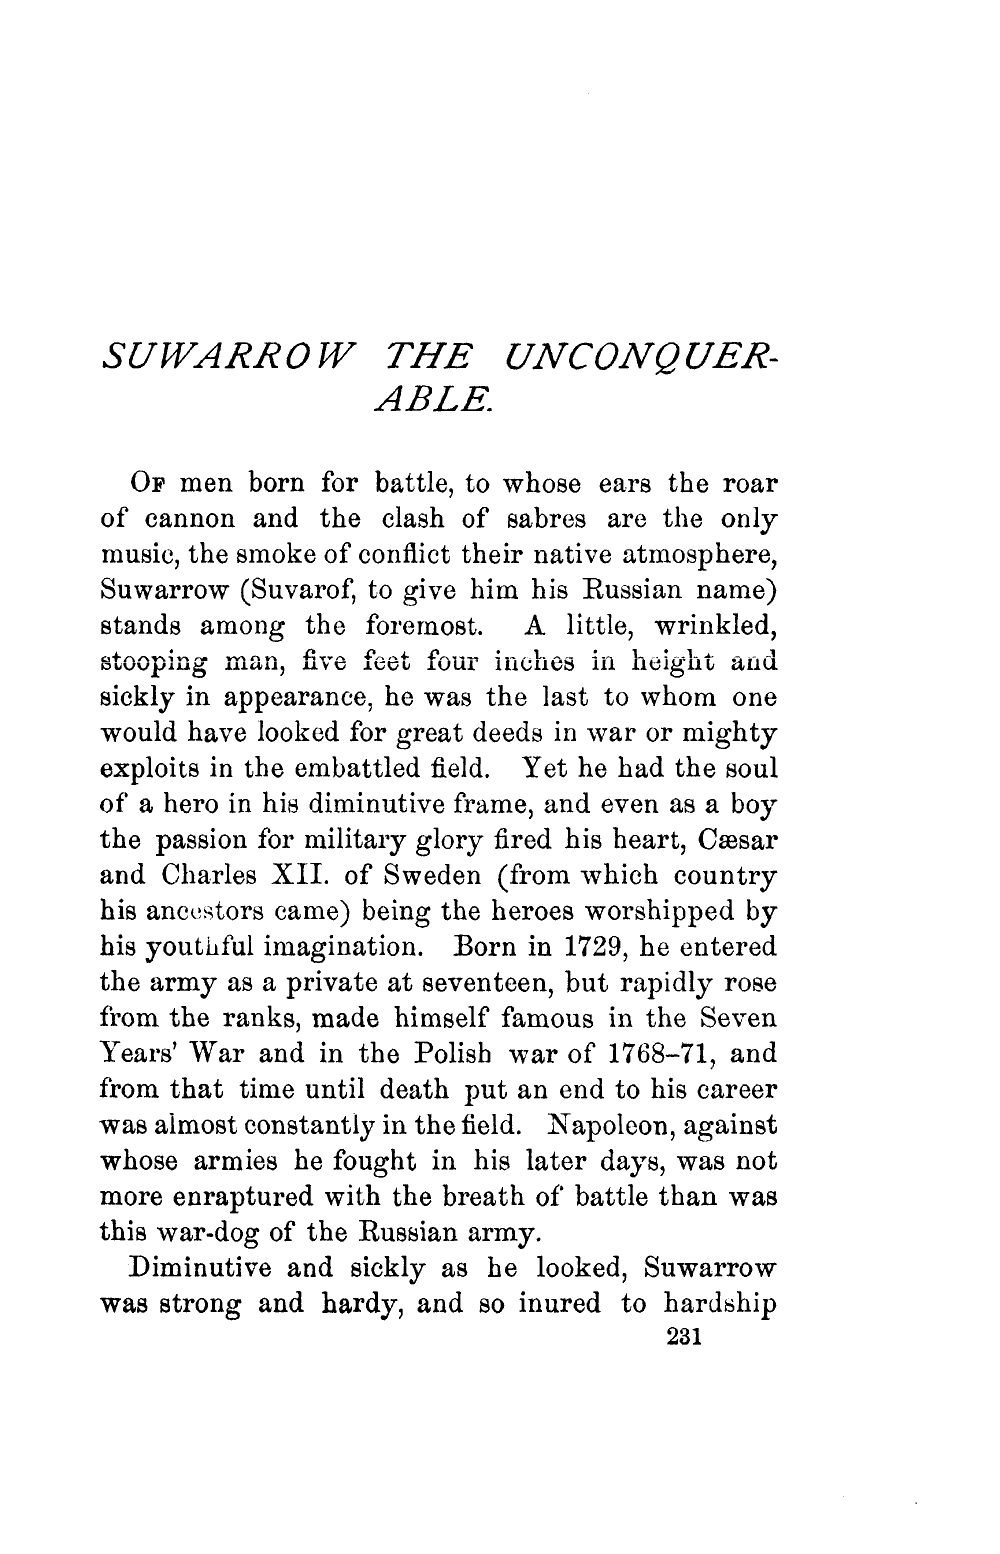 SUWARROW THE UNCONQUER-
ABLE.
OF men born for battle, to whose ears the roar
of cannon and the clash of sabres are the only
music, the smoke of conflict their native atmosphere,
Suwarrow (Suvarof, to give him his Russian name)
stands among the foremost. A little, wrinkled,
stooping man, five feet four inches in height and
sickly in appearance, he was the last to whom one
would have looked for great deeds in war or mighty
exploits in the embattled field. Yet he had the soul
of a hero in his diminutive frame, and even as a boy
the passion for military glory fired his heart, Cæsar
and Charles XII. of Sweden (from which country
his ancestors came) being the heroes worshipped by
his youthful imagination. Born in 1729, he entered
the army as a private at seventeen, but rapidly rose
from the ranks, made himself famous in the Seven
Years' War and in the Polish war of 1768–71, and
from that time until death put an end to his career
was almost constantly in the field. Napoleon, against
whose armies he fought in his later days, was not
more enraptured with the breath of battle than was
this war-dog of the Russian army.
Diminutive and sickly as he looked, Suwarrow
was strong and hardy, and so inured to hardship
231